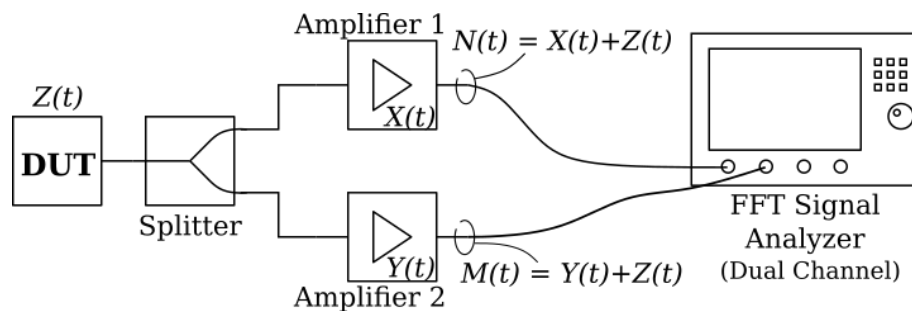 Amplifier 1
N(t) = X(t)+Z(t)
Z(t)
X(t)
DUT
Splitter
Y(t)
M(t) = Y(t)+Z(t)
Amplifier 2
FFT Signal
Analyzer
(Dual Channel)